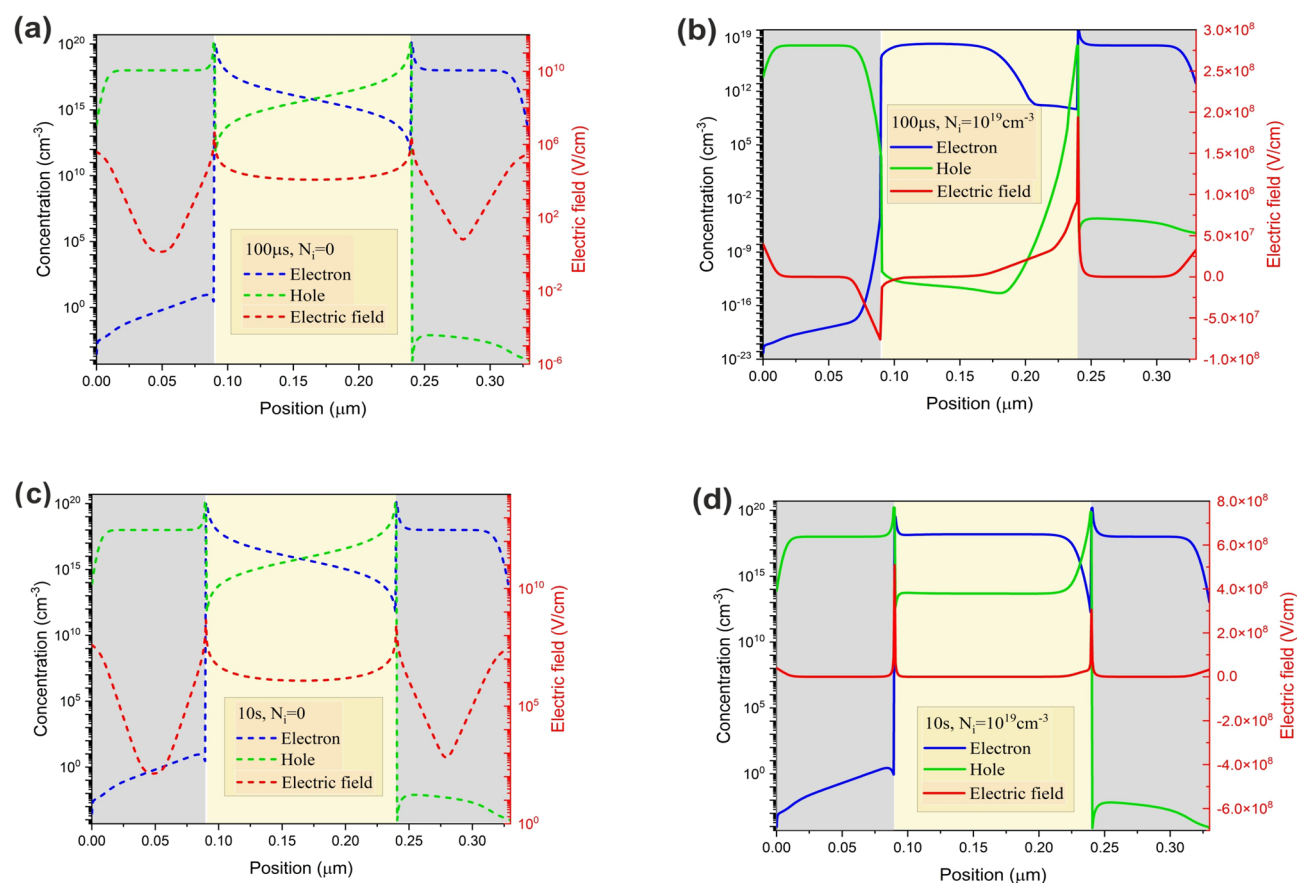 (a)
10^20
10^15
10^10
10^5
10^0
Concentration (cm^-3)
10^10
10^6
10^2
10^-2
10^-6
Electric field (V/cm)
100μs, N_i=0
Electron
Hole
Electric field
0.00 0.05 0.10 0.15 0.20 0.25 0.30
Position (μm)
(b)
10^19
10^12
10^5
10^-2
10^-9
10^-16
10^-23
Concentration (cm^-3)
3.0×10^8
2.5×10^8
2.0×10^8
1.5×10^8
1.0×10^8
5.0×10^7
0.0
-5.0×10^7
-1.0×10^8
Electric field (V/cm)
100μs, N_i=10^19cm^-3
Electron
Hole
Electric field
0.00 0.05 0.10 0.15 0.20 0.25 0.30
Position (μm)
(c)
10^20
10^15
10^10
10^5
10^0
Concentration (cm^-3)
10^10
10^5
10^0
Electric field (V/cm)
10s, N_i=0
Electron
Hole
Electric field
0.00 0.05 0.10 0.15 0.20 0.25 0.30
Position (μm)
(d)
10^20
10^15
10^10
10^5
10^0
Concentration (cm^-3)
8.0×10^8
6.0×10^8
4.0×10^8
2.0×10^8
0.0
-2.0×10^8
-4.0×10^8
-6.0×10^8
Electric field (V/cm)
10s, N_i=10^19cm^-3
Electron
Hole
Electric field
0.00 0.05 0.10 0.15 0.20 0.25 0.30
Position (μm)